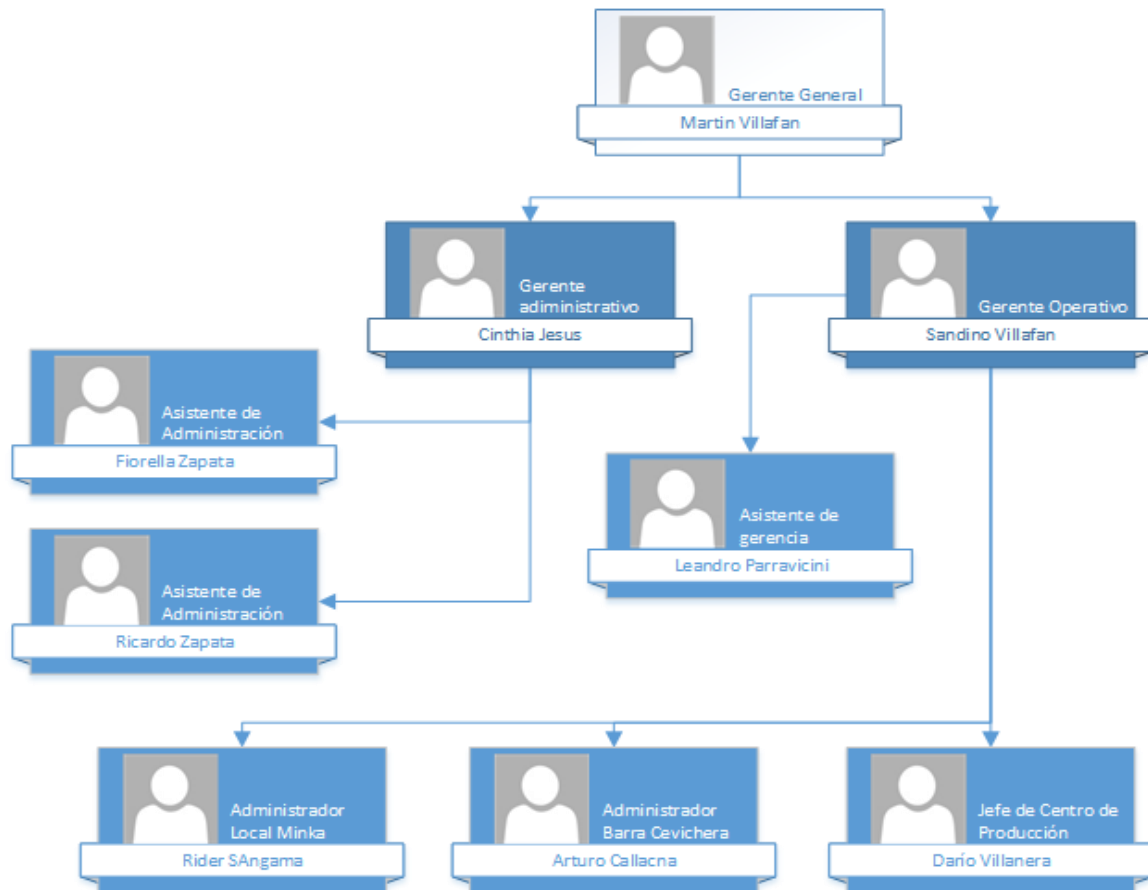 Gerente General
Martin Villafan
Gerente
adiministrativo
Cinthia Jesus
Gerente Operativo
Sandino Villafan
Asistente de
Administración
Fiorella Zapata
Asistente de
gerencia
Leandro Parravicini
Asistente de
Administración
Ricardo Zapata
Administrador
Local Minka
Rider SAngama
Administrador
Barra Cevichera
Arturo Callacna
Jefe de Centro de
Producción
Darío Villanera